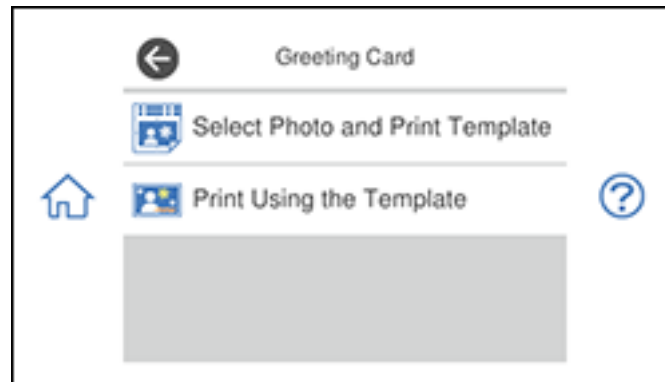 Greeting Card
Select Photo and Print Template
Print Using the Template
?